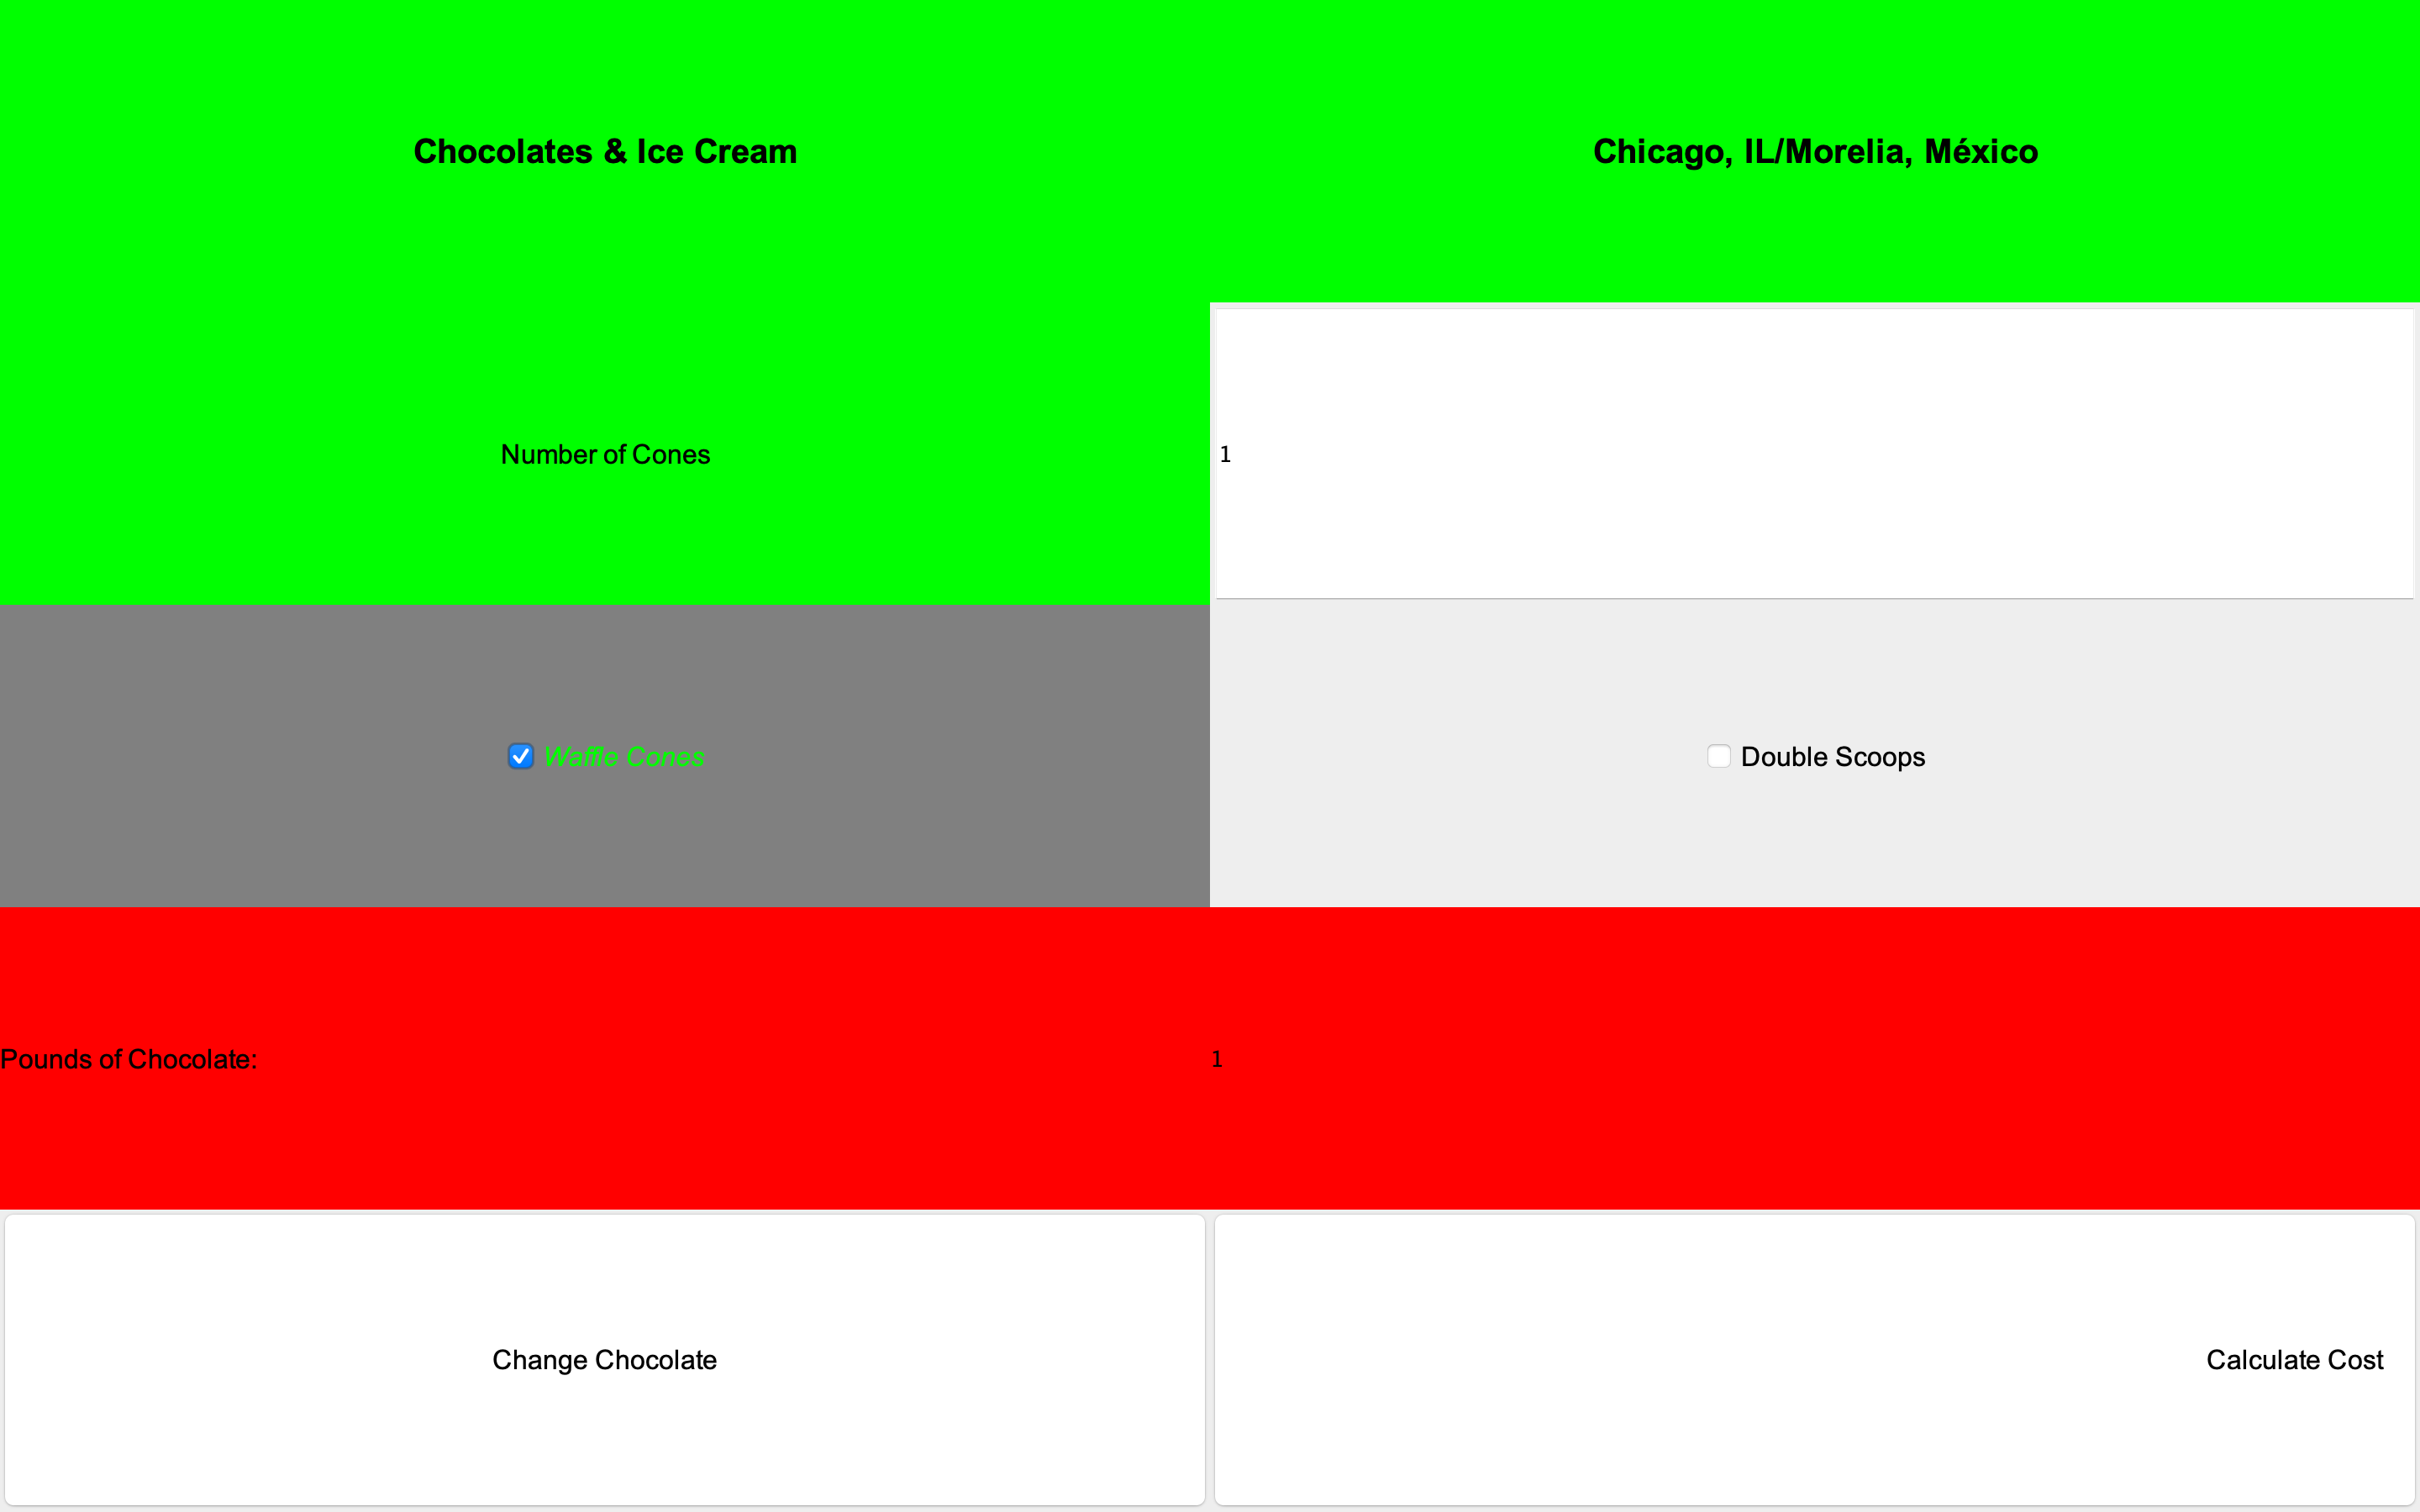 Chocolates & Ice Cream
Chicago, IL/Morelia, México
Number of Cones
1
Waffle Cones
Double Scoops
Pounds of Chocolate:
1
Change Chocolate
Calculate Cost